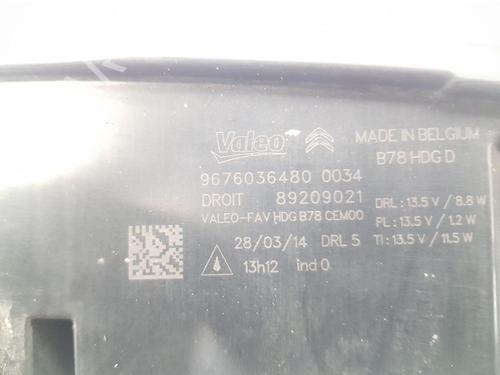 Valeo MADE IN BELGIUM
B78 HDG D
9676036480 0034
DROIT 89209021
VALEO-FAV HDG B78 CEM00
DRL : 13.5 V / 8.8 W
PL : 13.5 V / 1.2 W
TI : 13.5 V / 11.5 W
28/03/14 DRL 5
13h12 ind 0